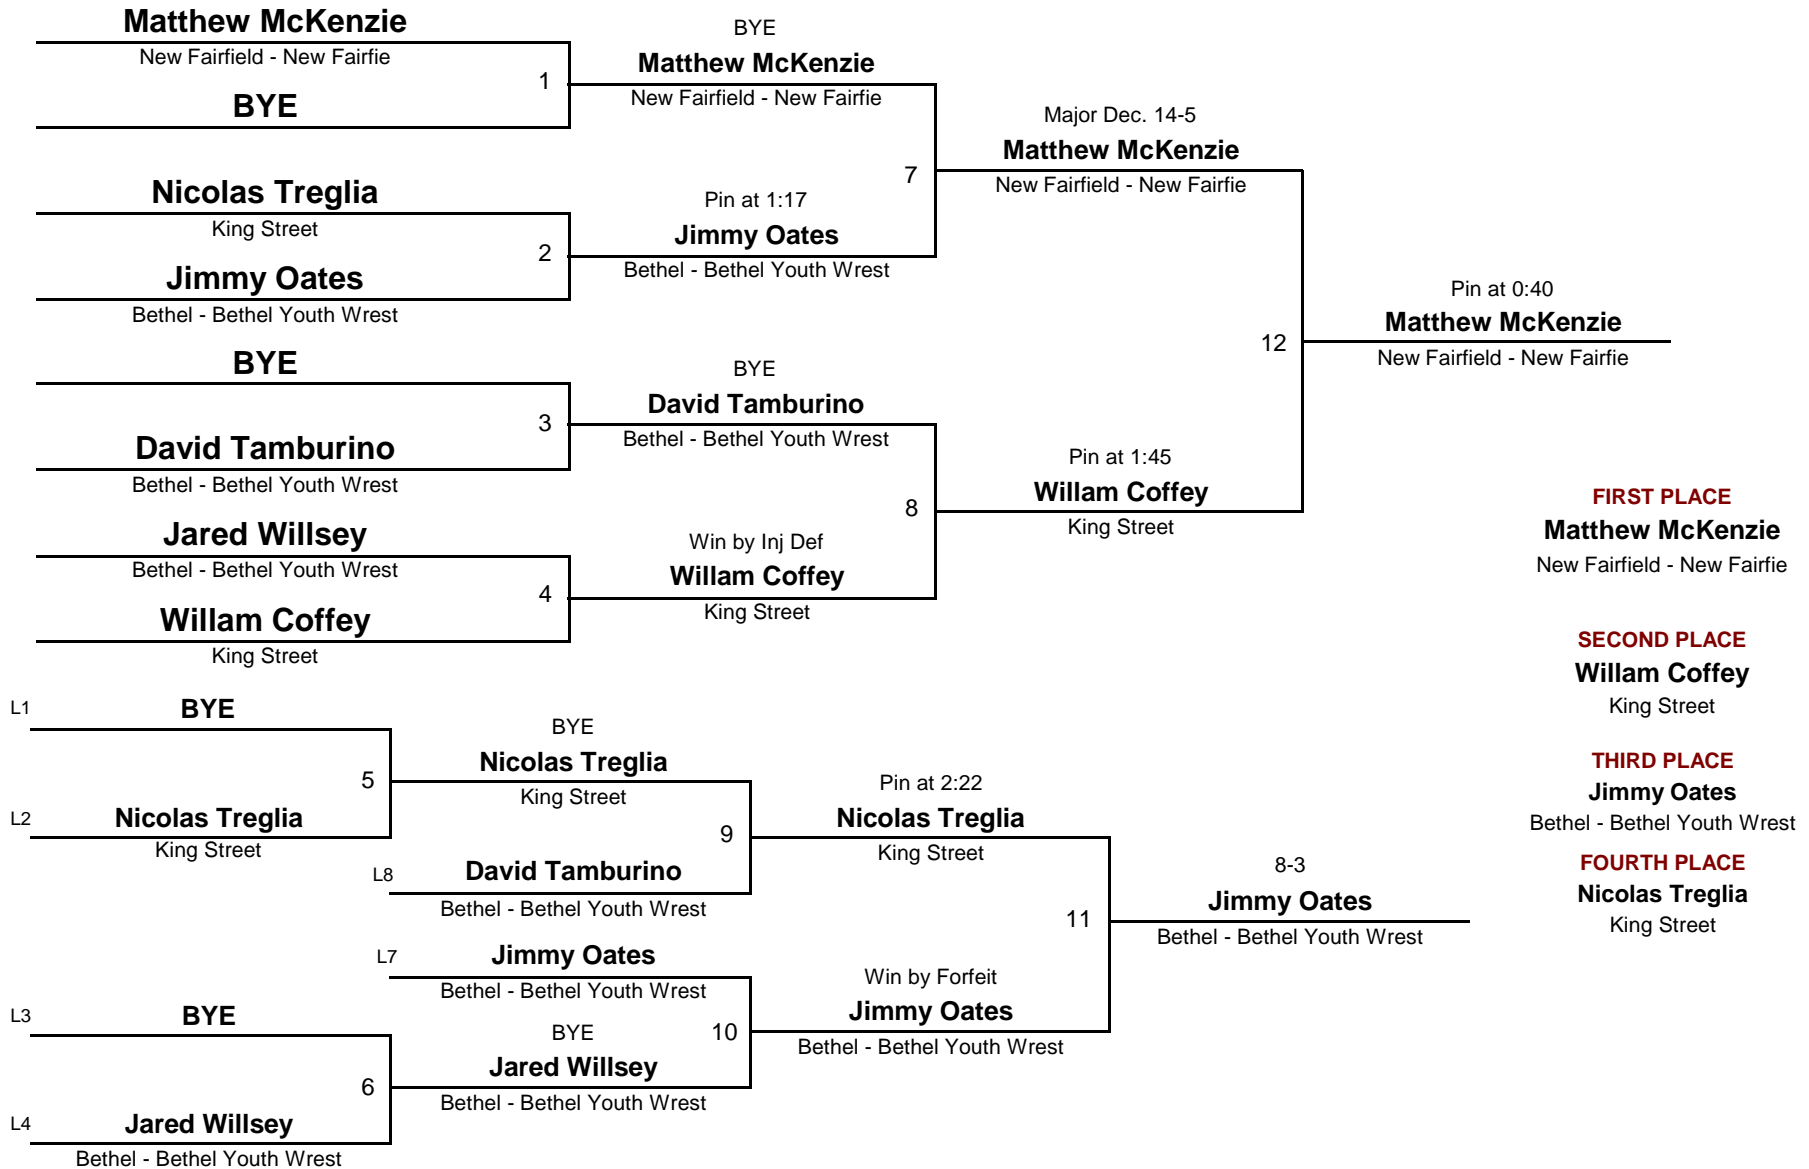 Matthew McKenzie
New Fairfield - New Fairfie
1
BYE
Nicolas Treglia
King Street
2
Jimmy Oates
Bethel - Bethel Youth Wrest
BYE
3
David Tamburino
Bethel - Bethel Youth Wrest
Jared Willsey
Bethel - Bethel Youth Wrest
4
Willam Coffey
King Street
BYE
Matthew McKenzie
New Fairfield - New Fairfie
7
Pin at 1:17
Jimmy Oates
Bethel - Bethel Youth Wrest
BYE
David Tamburino
Bethel - Bethel Youth Wrest
8
Win by Inj Def
Willam Coffey
King Street
Major Dec. 14-5
Matthew McKenzie
New Fairfield - New Fairfie
12
Pin at 1:45
Willam Coffey
King Street
Pin at 0:40
Matthew McKenzie
New Fairfield - New Fairfie
L1
BYE
5
L2
Nicolas Treglia
King Street
L3
BYE
6
L4
Jared Willsey
Bethel - Bethel Youth Wrest
BYE
Nicolas Treglia
King Street
9
L8
David Tamburino
Bethel - Bethel Youth Wrest
L7
Jimmy Oates
Bethel - Bethel Youth Wrest
10
BYE
Jared Willsey
Bethel - Bethel Youth Wrest
Pin at 2:22
Nicolas Treglia
King Street
11
Win by Forfeit
Jimmy Oates
Bethel - Bethel Youth Wrest
8-3
Jimmy Oates
Bethel - Bethel Youth Wrest
FIRST PLACE
Matthew McKenzie
New Fairfield - New Fairfie
SECOND PLACE
Willam Coffey
King Street
THIRD PLACE
Jimmy Oates
Bethel - Bethel Youth Wrest
FOURTH PLACE
Nicolas Treglia
King Street